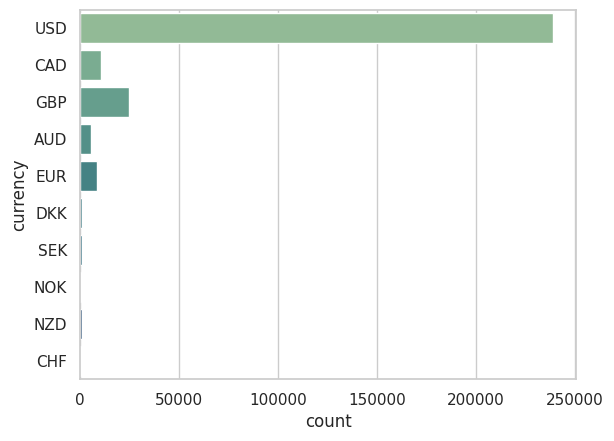 USD
CAD
GBP
AUD
EUR
DKK
SEK
NOK
NZD
CHF
currency
0 50000 100000 150000 200000 250000
count